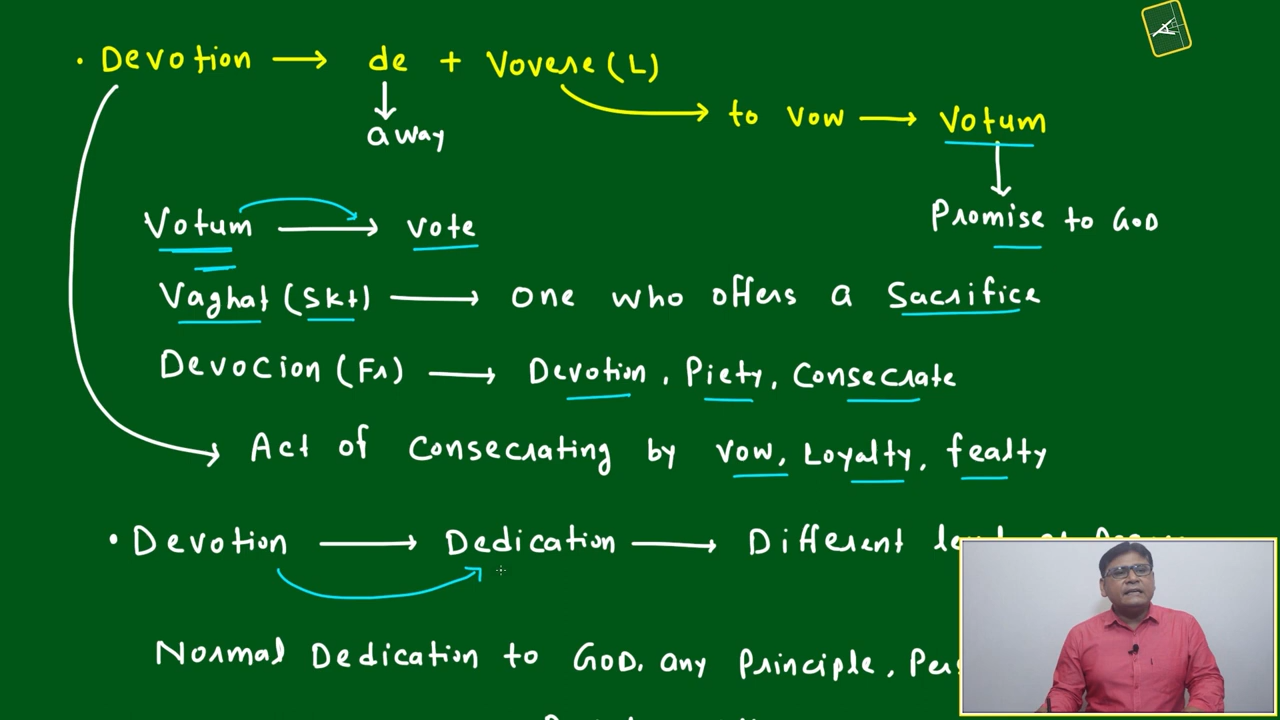 • Devotion → de + Vovere (L)
away
to vow → Votum
Promise to GOD
Votum → vote
Vaghat (Skt) → one who offers a Sacrifice
Devocion (Fr) → Devotion, Piety, Consecrate
Act of consecrating by vow, Loyalty, fealty
• Devotion → Dedication → Different
Normal Dedication to GOD, any Principle,